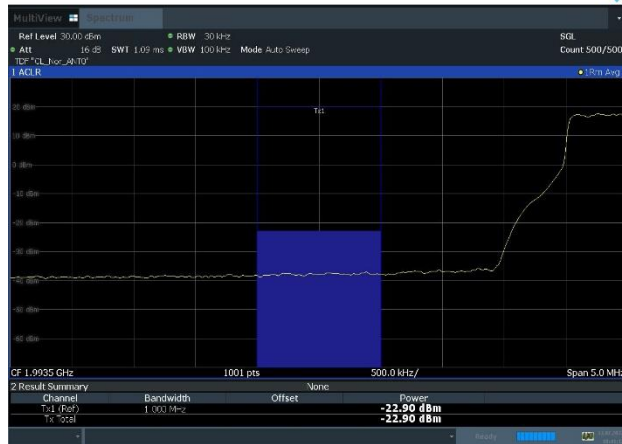 MultiView Spectrum
Ref Level 30.00 dBm RBW 30 kHz SGL
Att 16 dB SWT 1.09 ms VBW 100 kHz Mode Auto Sweep Count 500/500
TDF "CL_Nor_ANT0"
1 ACLR 1Rm Avg
20 dBm
Tx1
10 dBm
0 dBm
-10 dBm
-20 dBm
-30 dBm
-40 dBm
-50 dBm
-60 dBm
CF 1.9935 GHz 1001 pts 500.0 kHz/ Span 5.0 MHz
2 Result Summary None
Channel Bandwidth Offset Power
Tx1 (Ref) 1.000 MHz -22.90 dBm
Tx Total -22.90 dBm
Ready